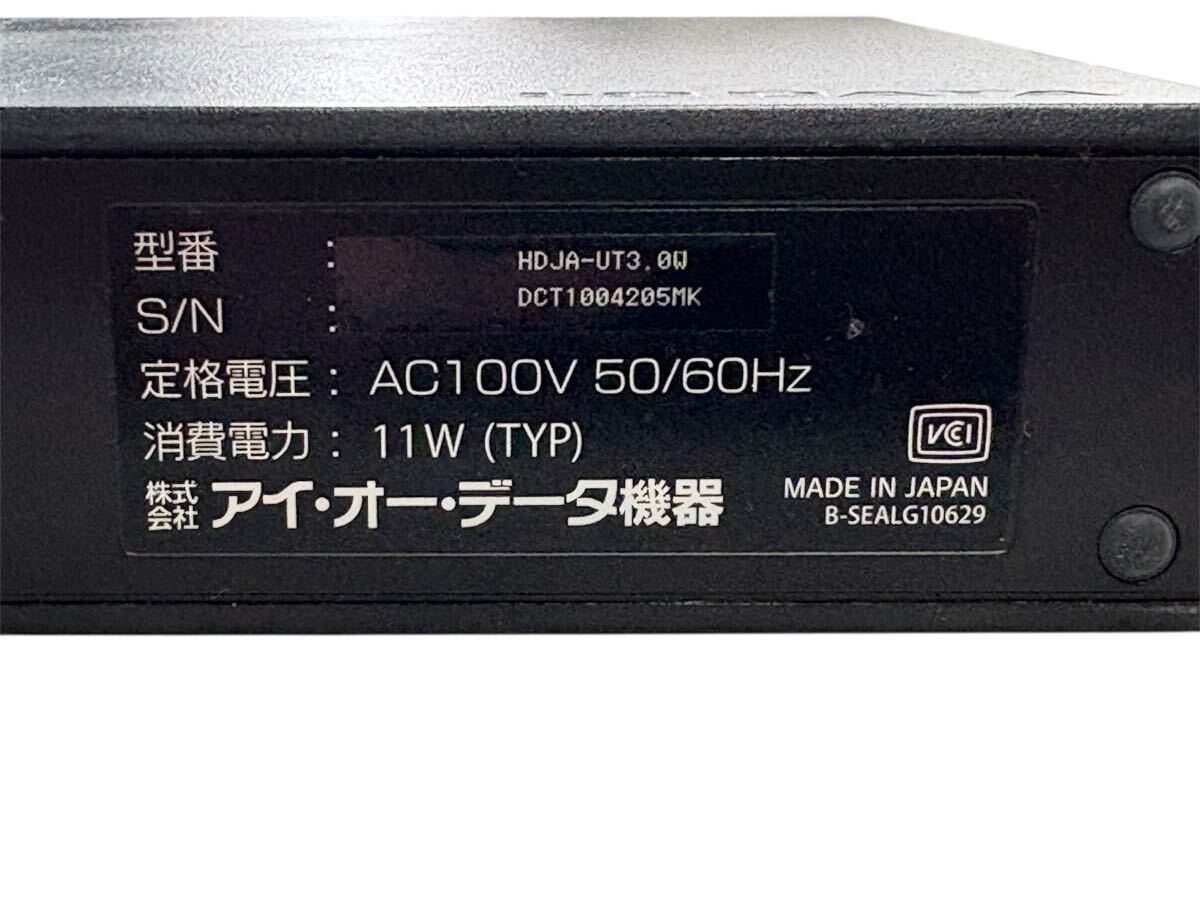 型番 : HDJA-UT3.0W
S/N : DCT1004205MK
定格電圧 : AC100V 50/60Hz
消費電力 : 11W (TYP)
VCI
株式会社 アイ・オー・データ機器
MADE IN JAPAN
B-SEALG10629